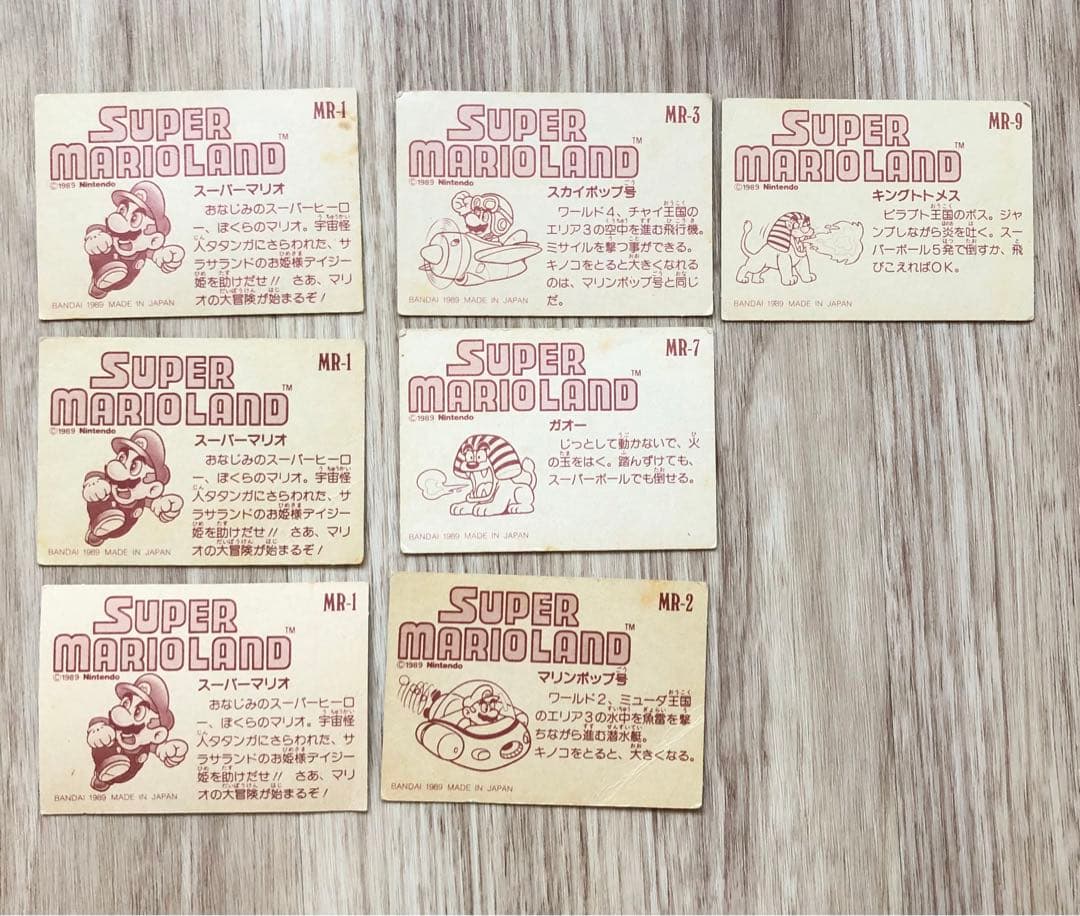 SUPER
MARIOLAND™
MR-1
©1989 Nintendo
スーパーマリオ
おなじみのスーパーヒーロ
ー、ぼくらのマリオ。宇宙怪
人タタンガにさらわれた、サ
ラサランドのお姫様デイジー
姫を助けだせ!! さあ、マリ
オの大冒険が始まるぞ!
BANDAI 1989 MADE IN JAPAN
SUPER
MARIOLAND™
MR-3
©1989 Nintendo
スカイポップ号
ワールド4、チャイ王国の
エリア3の空中を進む飛行機。
ミサイルを撃つ事ができる。
キノコをとると大きくなれる
のは、マリンポップ号と同じ
だ。
BANDAI 1989 MADE IN JAPAN
SUPER
MARIOLAND™
MR-9
©1989 Nintendo
キングトトメス
ピラプト王国のボス。ジャ
ンプしながら炎を吐く。スー
パーボール5発で倒すか、飛
びこえればOK。
BANDAI 1989 MADE IN JAPAN
SUPER
MARIOLAND™
MR-1
©1989 Nintendo
スーパーマリオ
おなじみのスーパーヒーロ
ー、ぼくらのマリオ。宇宙怪
人タタンガにさらわれた、サ
ラサランドのお姫様デイジー
姫を助けだせ!! さあ、マリ
オの大冒険が始まるぞ!
BANDAI 1989 MADE IN JAPAN
SUPER
MARIOLAND™
MR-7
©1989 Nintendo
ガオー
じっとして動かないで、火
の玉をはく。踏んずけても、
スーパーボールでも倒せる。
BANDAI 1989 MADE IN JAPAN
SUPER
MARIOLAND™
MR-1
©1989 Nintendo
スーパーマリオ
おなじみのスーパーヒーロ
ー、ぼくらのマリオ。宇宙怪
人タタンガにさらわれた、サ
ラサランドのお姫様デイジー
姫を助けだせ!! さあ、マリ
オの大冒険が始まるぞ!
BANDAI 1989 MADE IN JAPAN
SUPER
MARIOLAND™
MR-2
©1989 Nintendo
マリンポップ号
ワールド2、ミューダ王国
のエリア3の水中を魚雷を撃
ちながら進む潜水艇。
キノコをとると、大きくなる。
BANDAI 1989 MADE IN JAPAN